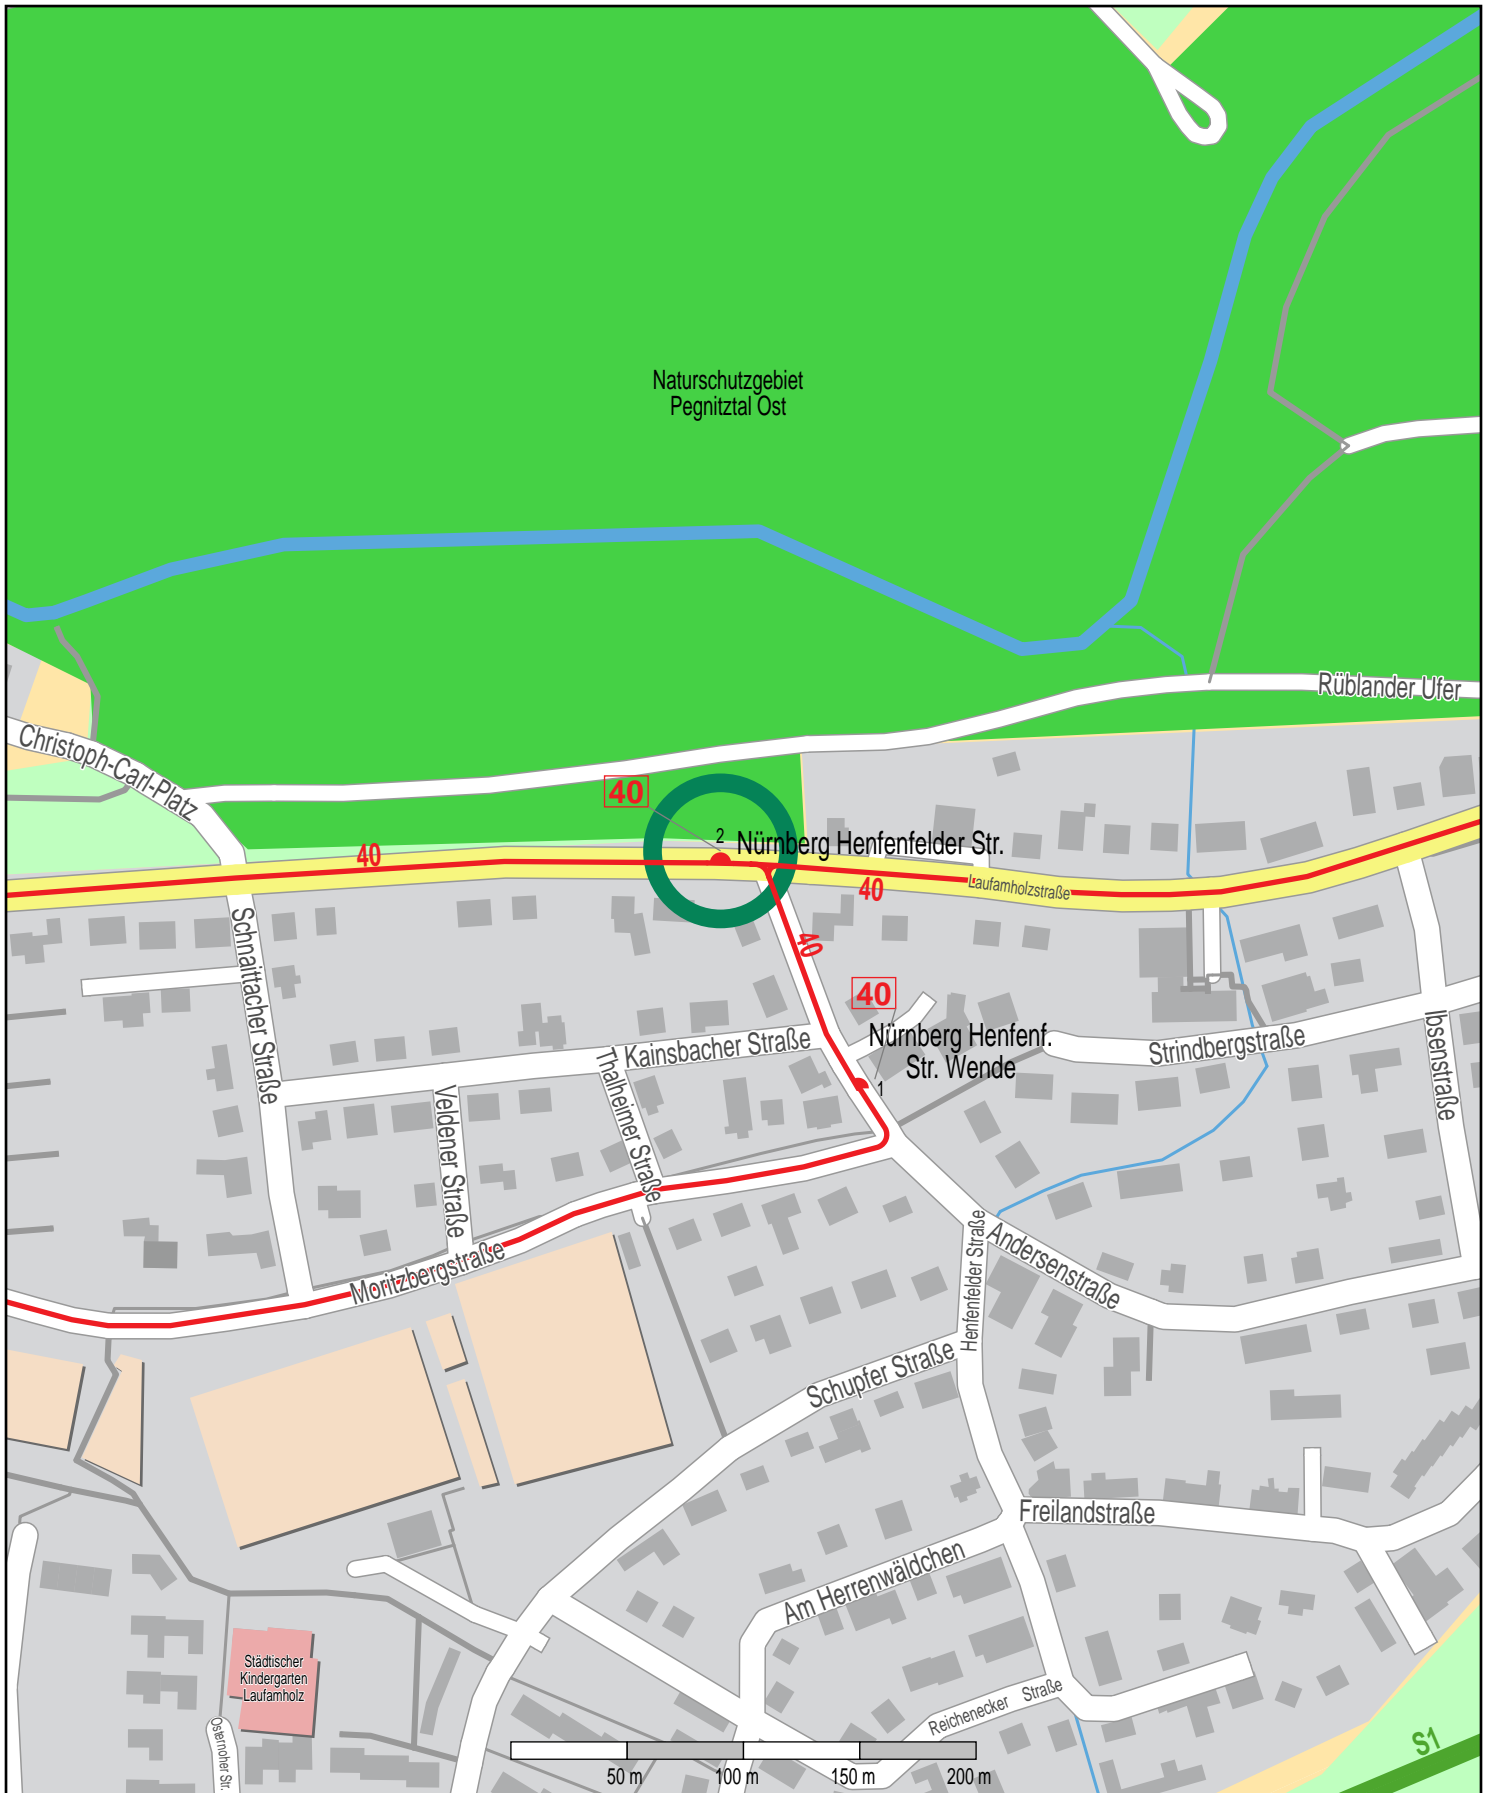 Naturschutzgebiet
Pegnitztal Ost
Rüblander Ufer
Christoph-Carl-Platz
40
2
Nürnberg Henfenfelder Str.
40
40
Laufamholzstraße
Schnaittacher Straße
40
40
Nürnberg Henfenf.
Str. Wende
1
Kainsbacher Straße
Th
Thalheimer Straße
Strindbergstraße
Ibsenstraße
Veldener Straße
Moritzbergstraße
Henfenfelder Straße
Andersenstraße
Schupfer Straße
Freilandstraße
Am Herrenwäldchen
Städtischer
Kindergarten
Laufamholz
Osternoher Str.
Reichenecker Straße
S1
50 m
100 m
150 m
200 m